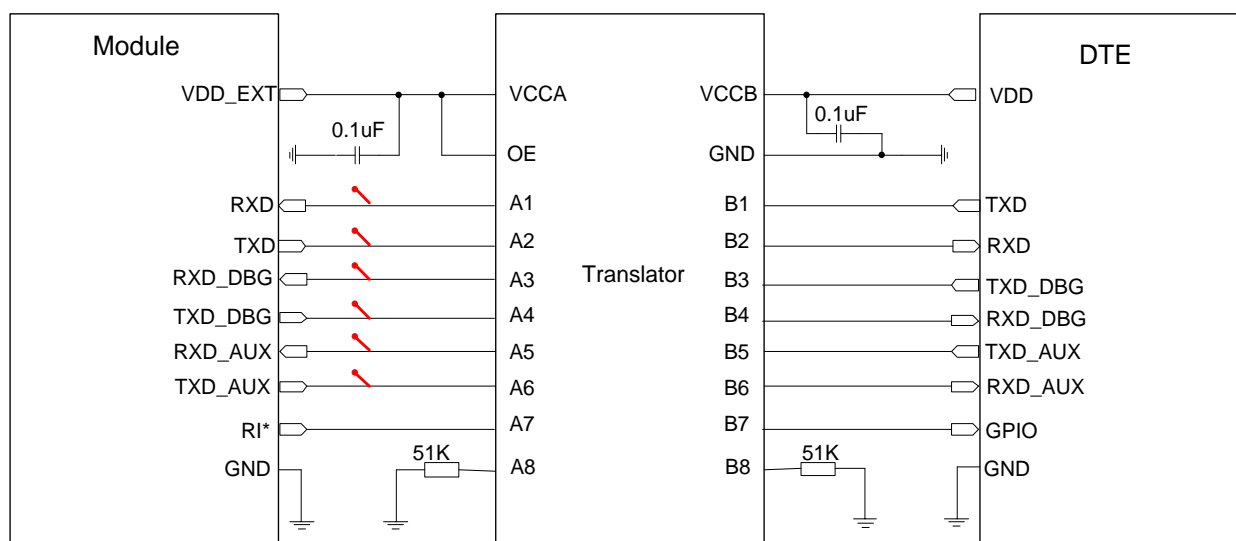 Module
DTE
VDD_EXT
VCCA
VCCB
VDD
0.1uF
0.1uF
OE
GND
RXD
A1
B1
TXD
TXD
A2
B2
RXD
RXD_DBG
A3
Translator
B3
TXD_DBG
TXD_DBG
A4
B4
RXD_DBG
RXD_AUX
A5
B5
TXD_AUX
TXD_AUX
A6
B6
RXD_AUX
RI*
A7
B7
GPIO
51K
51K
GND
A8
B8
GND